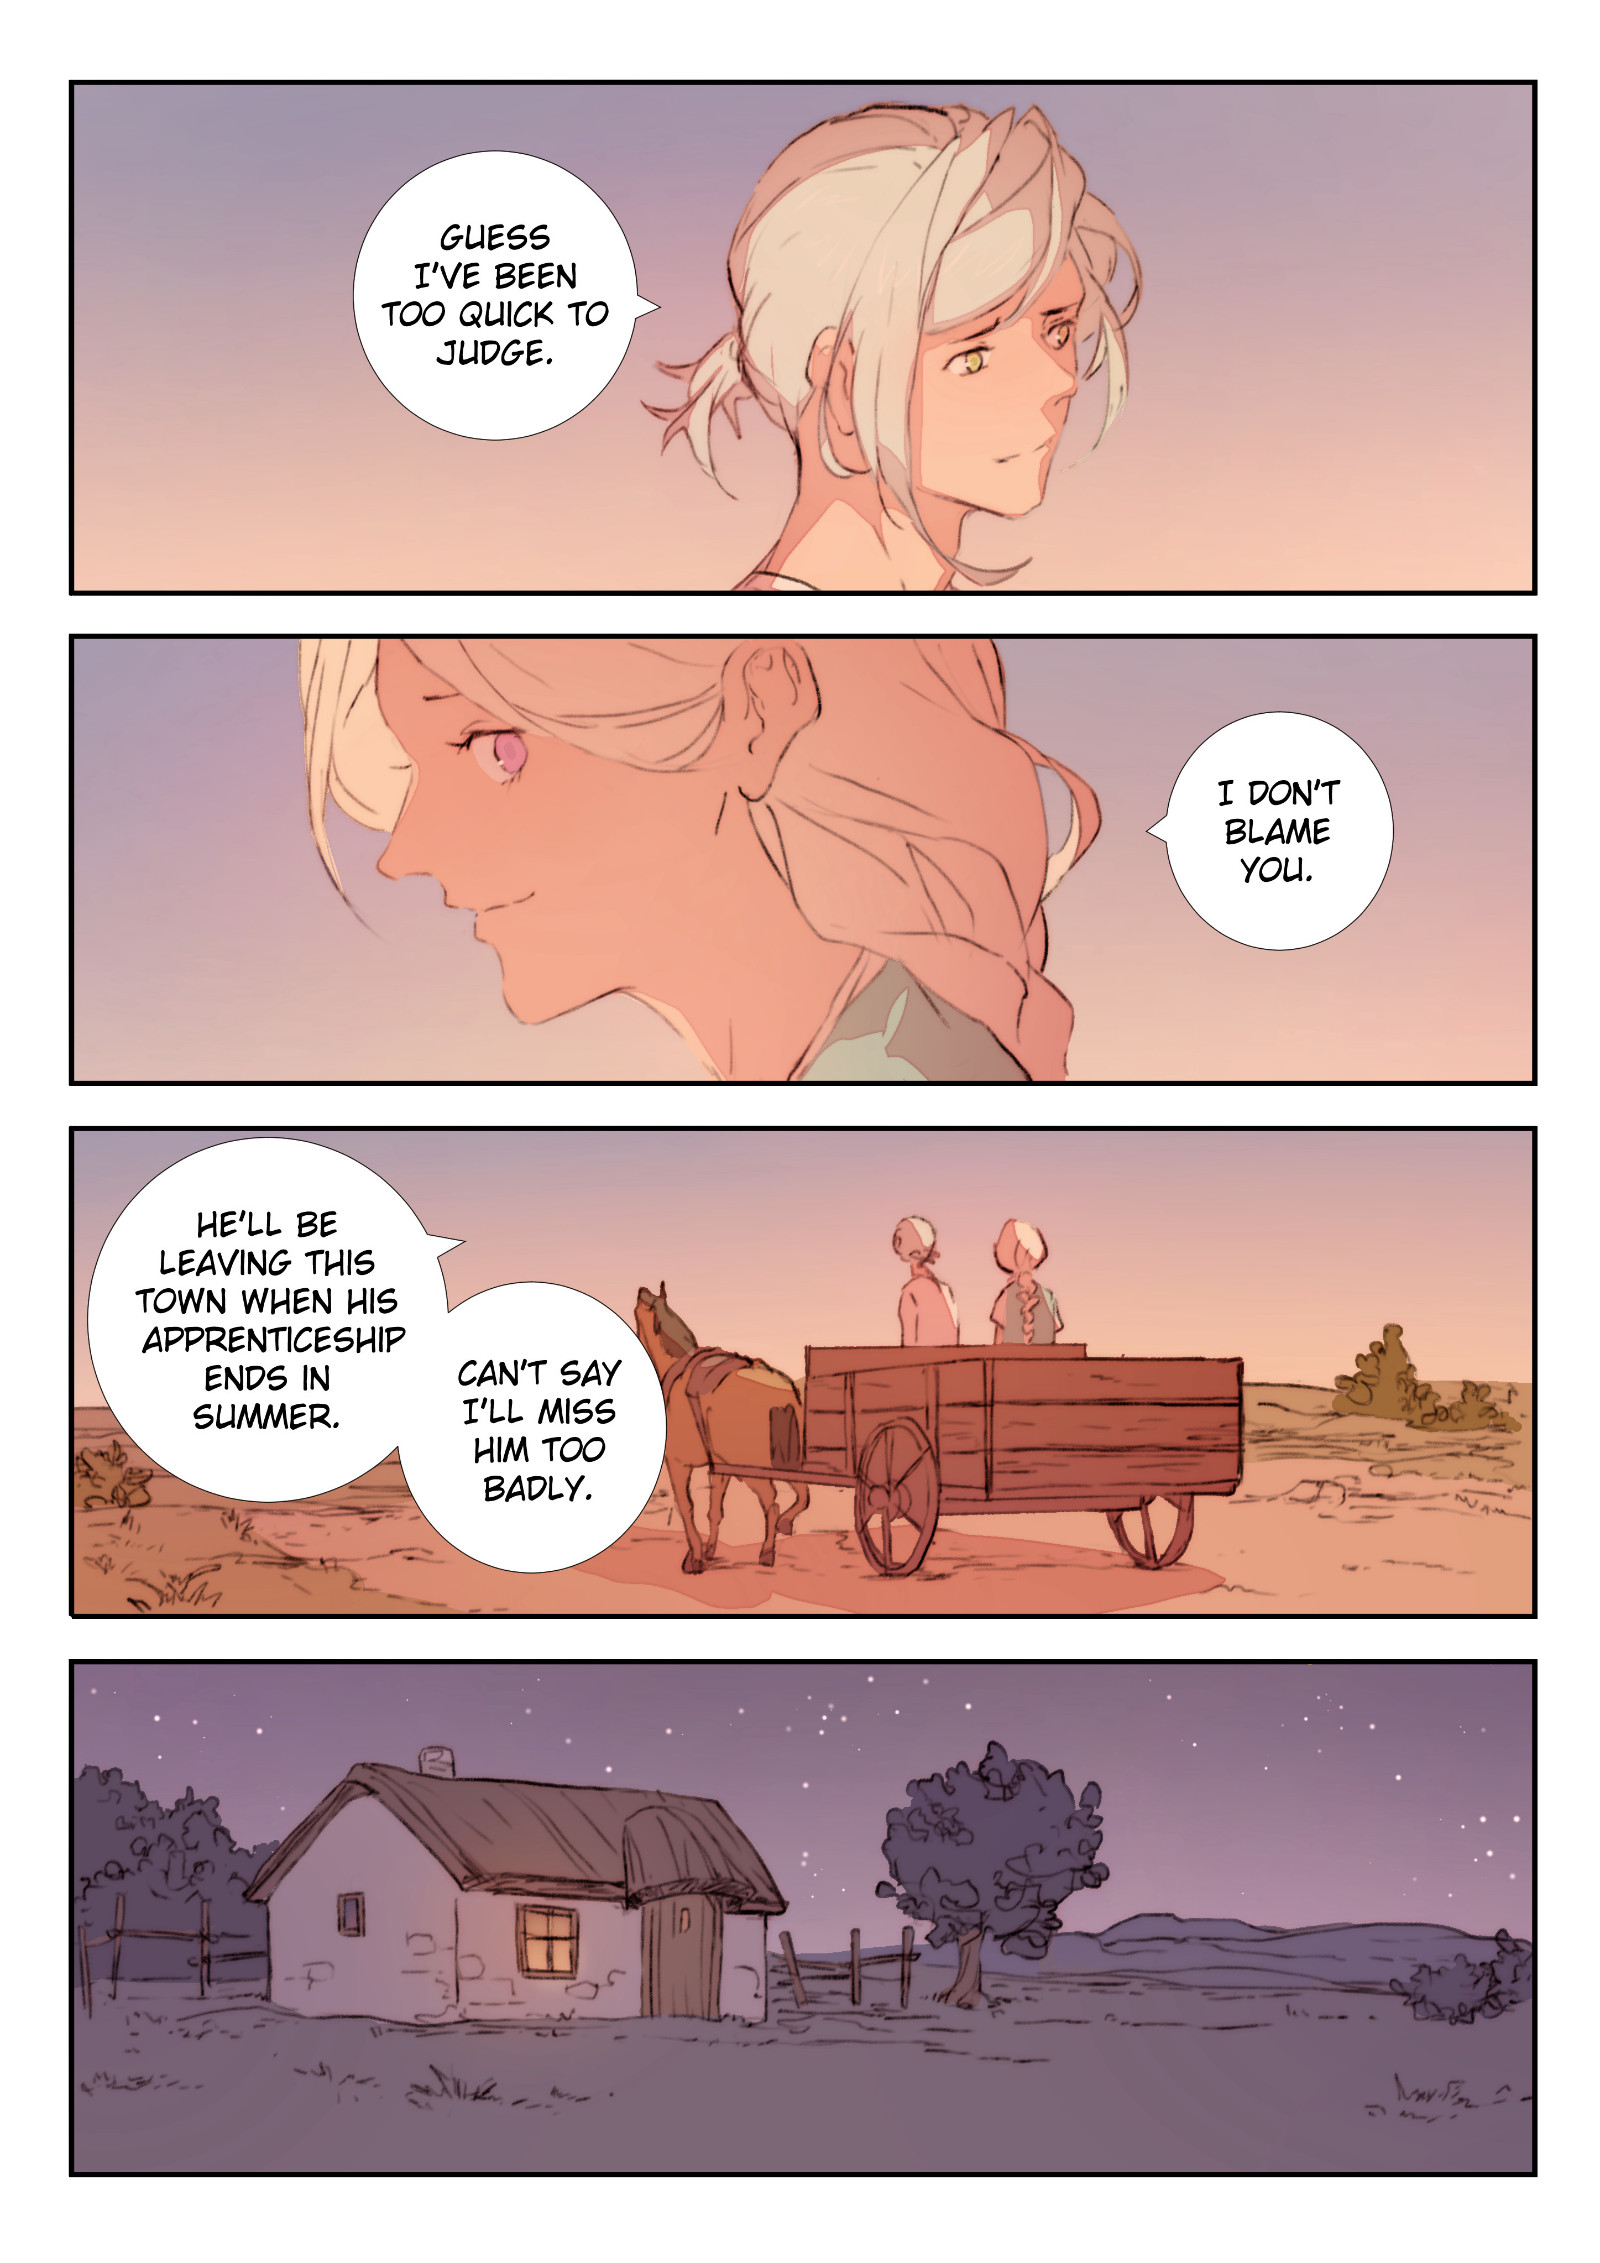 GUESS
I'VE BEEN
TOO QUICK TO
JUDGE.
I DON'T
BLAME
YOU.
HE'LL BE
LEAVING THIS
TOWN WHEN HIS
APPRENTICESHIP
ENDS IN
SUMMER.
CAN'T SAY
I'LL MISS
HIM TOO
BADLY.